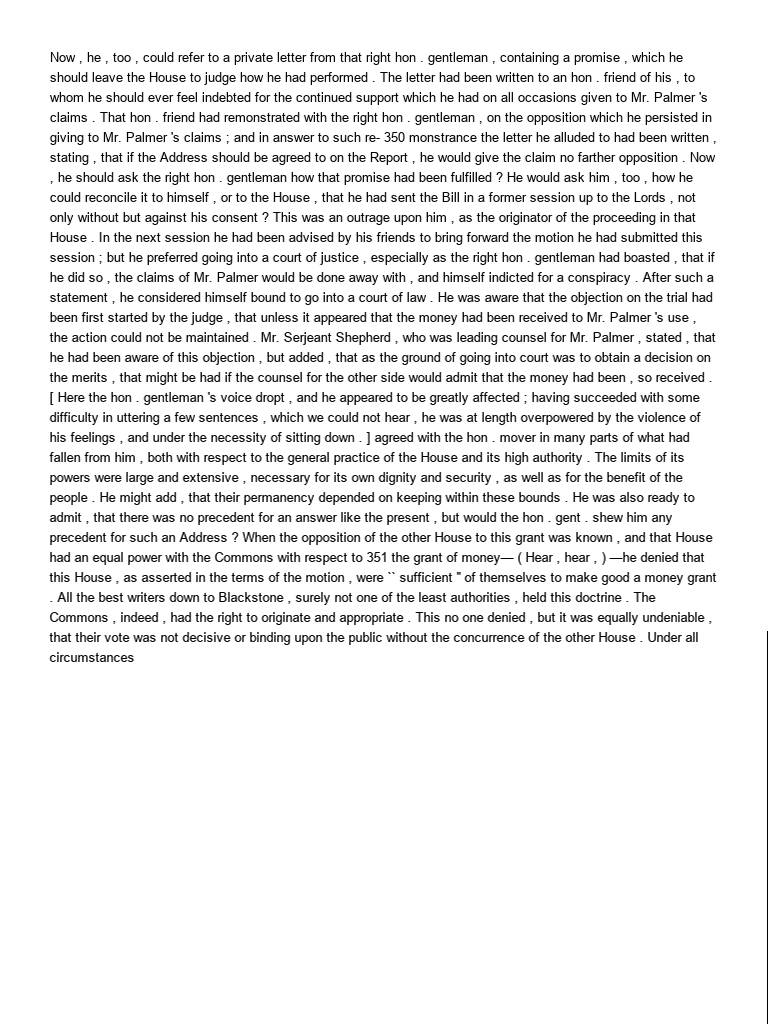 Now , he , too , could refer to a private letter from that right hon . gentleman , containing a promise , which he
should leave the House to judge how he had performed . The letter had been written to an hon . friend of his , to
whom he should ever feel indebted for the continued support which he had on all occasions given to Mr. Palmer 's
claims . That hon . friend had remonstrated with the right hon . gentleman , on the opposition which he persisted in
giving to Mr. Palmer 's claims ; and in answer to such re- 350 monstrance the letter he alluded to had been written ,
stating , that if the Address should be agreed to on the Report , he would give the claim no farther opposition . Now
, he should ask the right hon . gentleman how that promise had been fulfilled ? He would ask him , too , how he
could reconcile it to himself , or to the House , that he had sent the Bill in a former session up to the Lords , not
only without but against his consent ? This was an outrage upon him , as the originator of the proceeding in that
House . In the next session he had been advised by his friends to bring forward the motion he had submitted this
session ; but he preferred going into a court of justice , especially as the right hon . gentleman had boasted , that if
he did so , the claims of Mr. Palmer would be done away with , and himself indicted for a conspiracy . After such a
statement , he considered himself bound to go into a court of law . He was aware that the objection on the trial had
been first started by the judge , that unless it appeared that the money had been received to Mr. Palmer 's use ,
the action could not be maintained . Mr. Serjeant Shepherd , who was leading counsel for Mr. Palmer , stated , that
he had been aware of this objection , but added , that as the ground of going into court was to obtain a decision on
the merits , that might be had if the counsel for the other side would admit that the money had been , so received .
[ Here the hon . gentleman 's voice dropt , and he appeared to be greatly affected ; having succeeded with some
difficulty in uttering a few sentences , which we could not hear , he was at length overpowered by the violence of
his feelings , and under the necessity of sitting down . ] agreed with the hon . mover in many parts of what had
fallen from him , both with respect to the general practice of the House and its high authority . The limits of its
powers were large and extensive , necessary for its own dignity and security , as well as for the benefit of the
people . He might add , that their permanency depended on keeping within these bounds . He was also ready to
admit , that there was no precedent for an answer like the present , but would the hon . gent . shew him any
precedent for such an Address ? When the opposition of the other House to this grant was known , and that House
had an equal power with the Commons with respect to 351 the grant of money— ( Hear , hear , ) —he denied that
this House , as asserted in the terms of the motion , were `` sufficient '' of themselves to make good a money grant
. All the best writers down to Blackstone , surely not one of the least authorities , held this doctrine . The
Commons , indeed , had the right to originate and appropriate . This no one denied , but it was equally undeniable ,
that their vote was not decisive or binding upon the public without the concurrence of the other House . Under all
circumstances